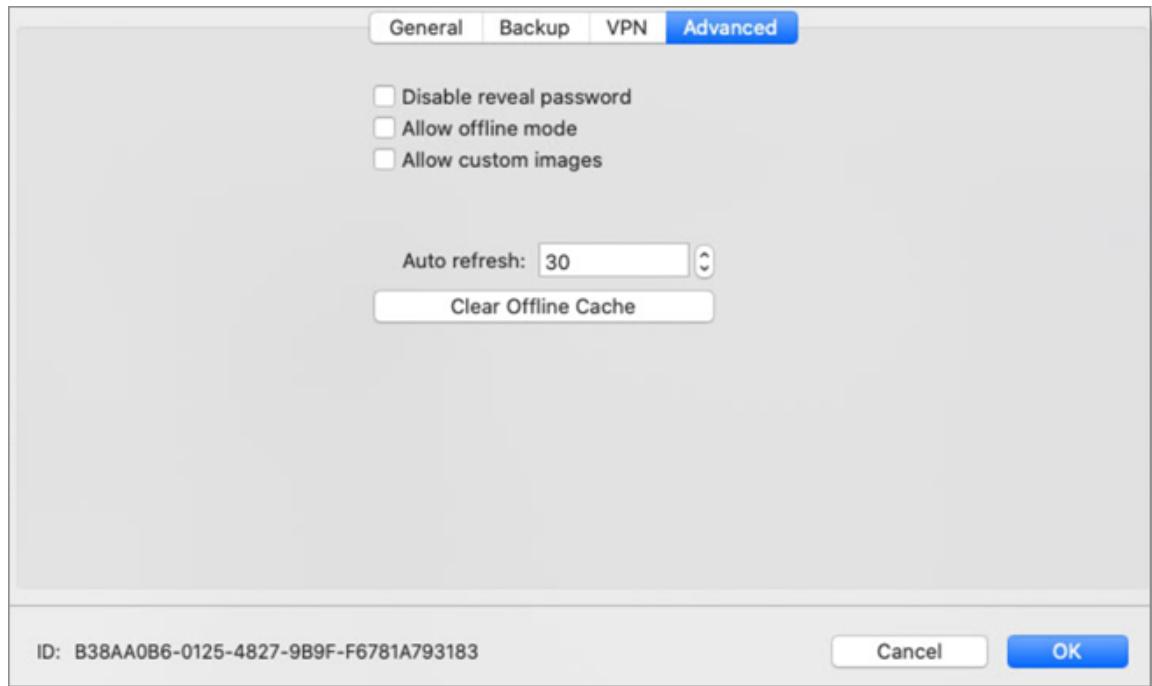 General Backup VPN Advanced
Disable reveal password
Allow offline mode
Allow custom images
Auto refresh: 30
Clear Offline Cache
ID: B38AA0B6-0125-4827-9B9F-F6781A793183 Cancel OK